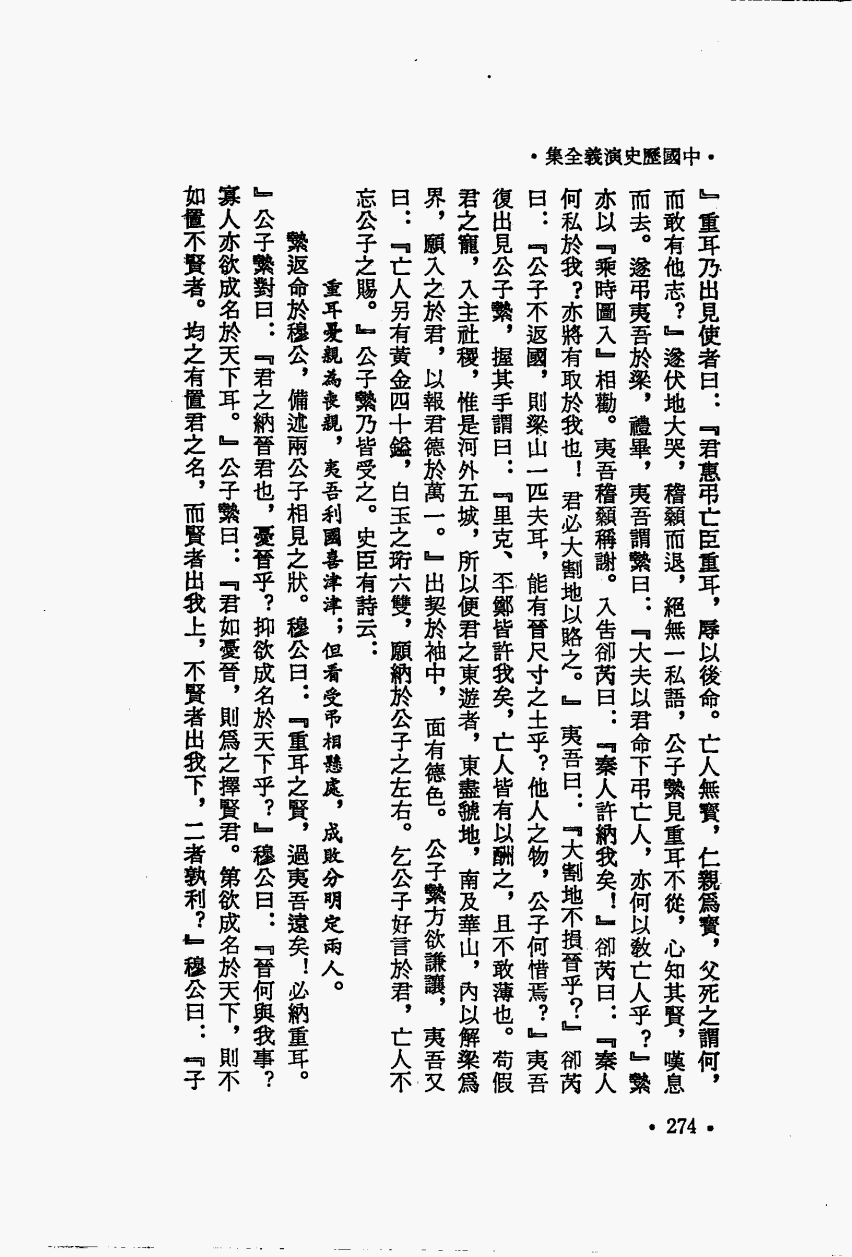 •中國歷史演義全集•
』重耳乃出見使者曰：『君惠弔亡臣重耳，辱以後命。亡人無寳，仁親爲寳，父死之謂何，
而敢有他志？』遂伏地大哭，稽顙而退，絕無一私語，公子縶見重耳不從，心知其賢，嘆息
而去。遂弔夷吾於梁，禮畢，夷吾謂縶曰：『大夫以君命下弔亡人，亦何以敎亡人乎？』縶
亦以『乘時圖入』相勸。夷吾稽顙稱謝。入告卻芮曰：『秦人許納我矣！』卻芮曰：『秦人
何私於我？亦將有取於我也！君必大割地以賂之。』夷吾曰：『大割地不損晉乎？』卻芮
曰：『公子不返國，則梁山一匹夫耳，能有晉尺寸之土乎？他人之物，公子何惜焉？』夷吾
復出見公子縶，握其手謂曰：『里克、丕鄭皆許我矣，亡人皆有以酬之，且不敢薄也。苟假
君之寵，入主社稷，惟是河外五城，所以便君之東遊者，東盡虢地，南及華山，內以解梁爲
界，願入之於君，以報君德於萬一。』出契於袖中，面有德色。公子縶方欲謙讓，夷吾又
曰：『亡人另有黃金四十鎰，白玉之珩六雙，願納於公子之左右。乞公子好言於君，亡人不
忘公子之賜。』公子縶乃皆受之。史臣有詩云：
重耳憂親為喪親，夷吾利國喜津津；但看受弔相懸處，成敗分明定兩人。
縶返命於穆公，備述兩公子相見之狀。穆公曰：『重耳之賢，過夷吾遠矣！必納重耳。
』公子縶對曰：『君之納晉君也，憂晉乎？抑欲成名於天下乎？』穆公曰：『晉何與我事？
寡人亦欲成名於天下耳。』公子縶曰：『君如憂晉，則爲之擇賢君。第欲成名於天下，則不
如置不賢者。均之有置君之名，而賢者出我上，不賢者出我下，二者孰利？』穆公曰：『子
•274•